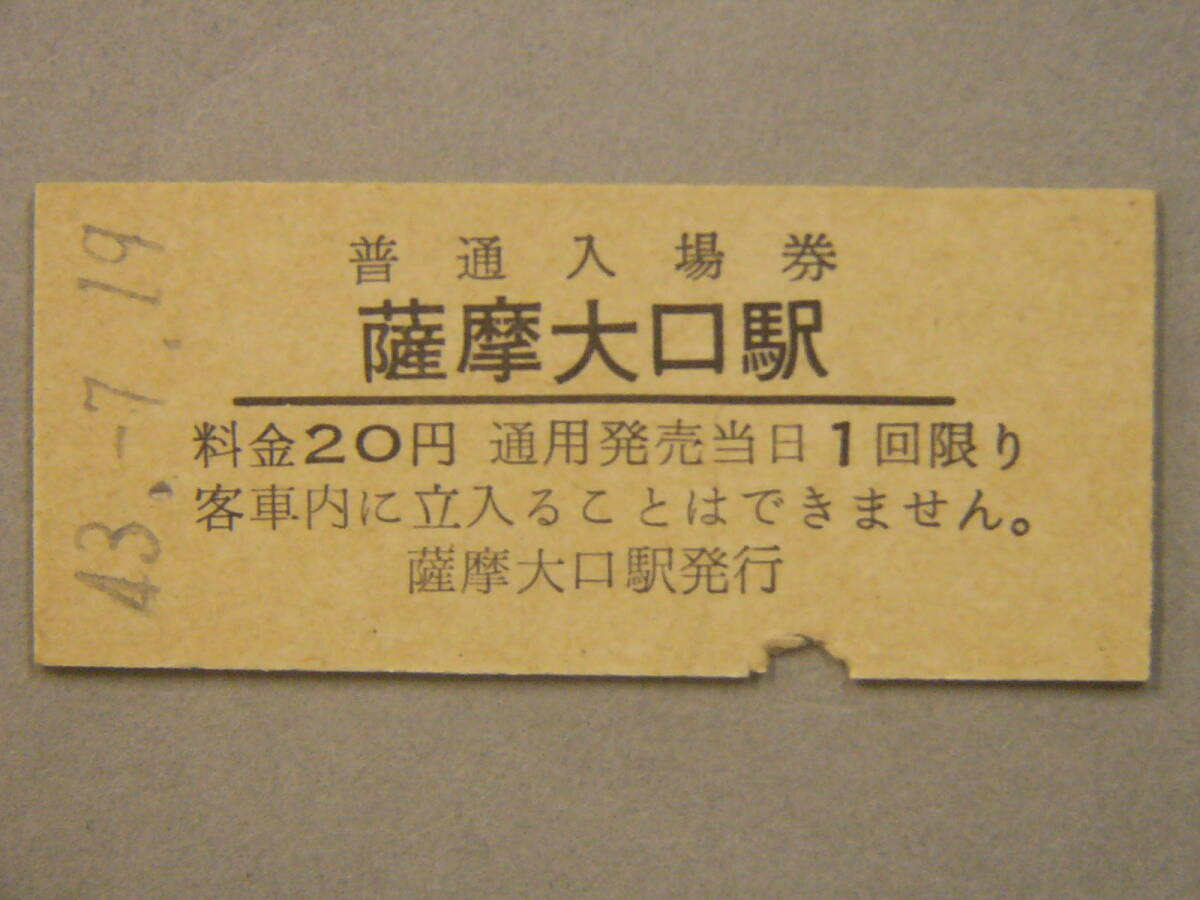 普通入場券
薩摩大口駅
料金20円 通用発売当日1回限り
客車内に立入ることはできません。
薩摩大口駅発行
43.-7.19